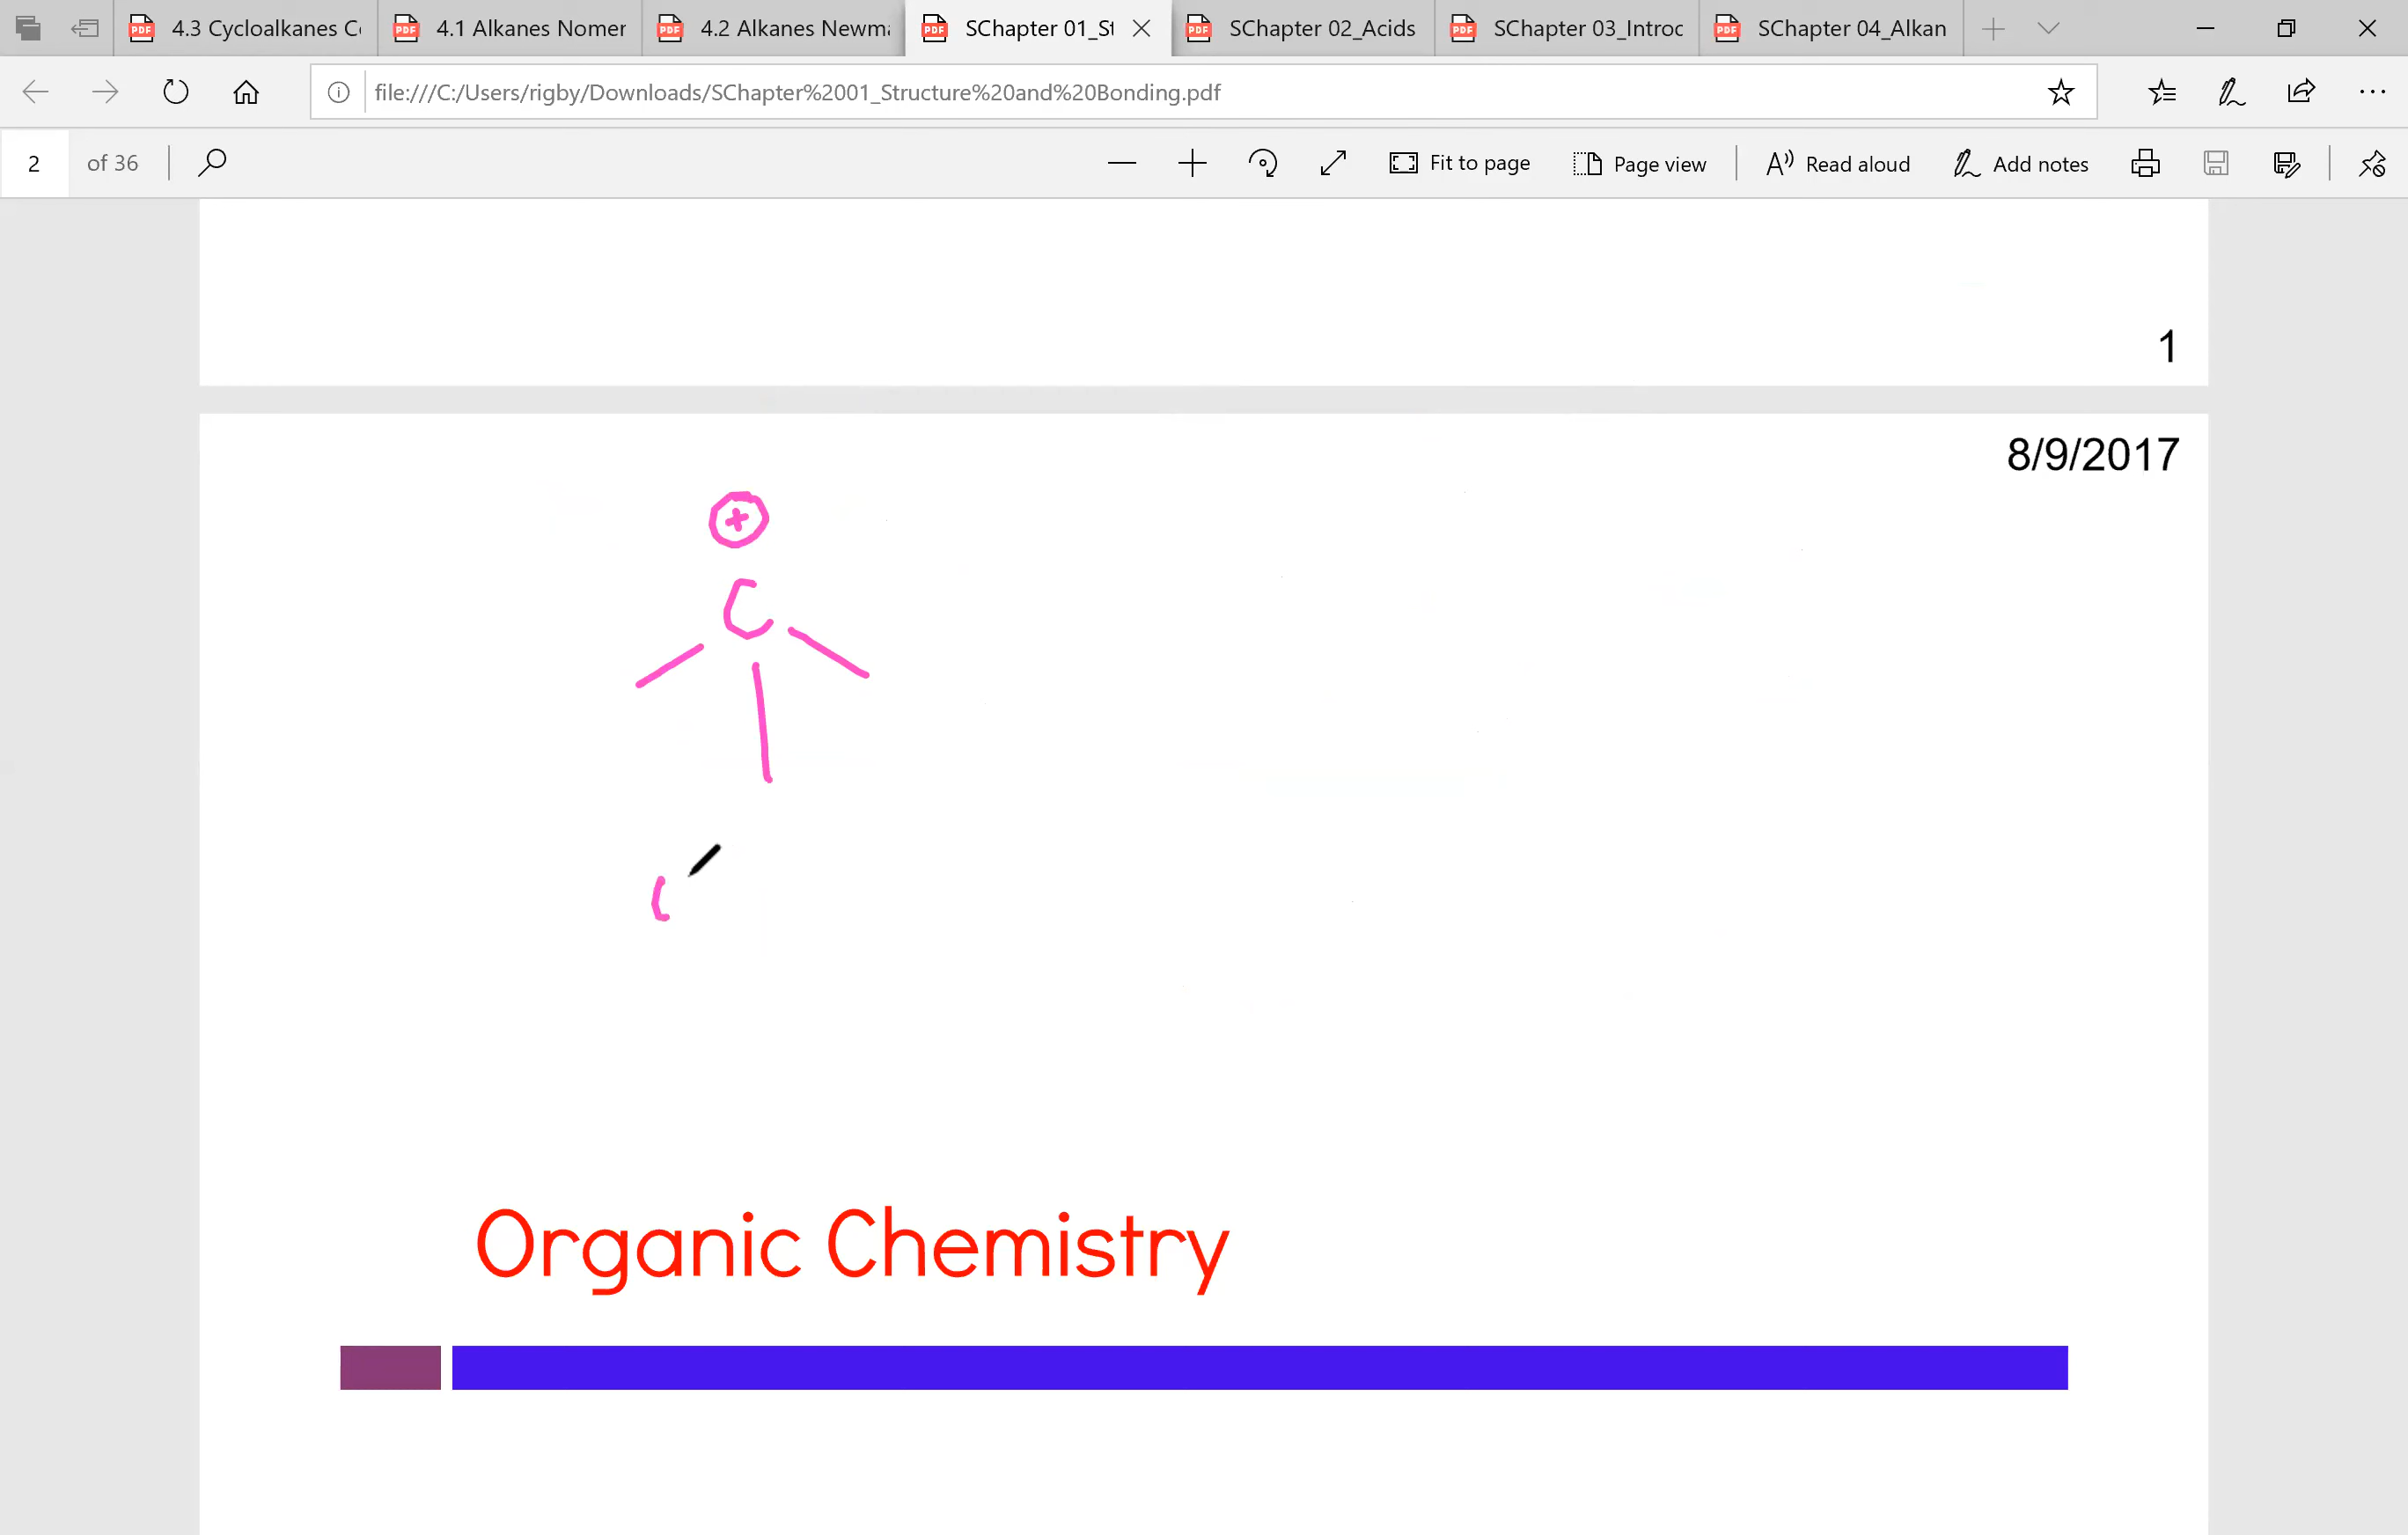 4.3 Cycloalkanes C 4.1 Alkanes Nomer 4.2 Alkanes Newm SChapter 01_St SChapter 02_Acids SChapter 03_Introc SChapter 04_Alkan
file:///C:/Users/rigby/Downloads/SChapter%2001_Structure%20and%20Bonding.pdf
2 of 36 Fit to page Page view Read aloud Add notes
1
8/9/2017
+
C
Organic Chemistry